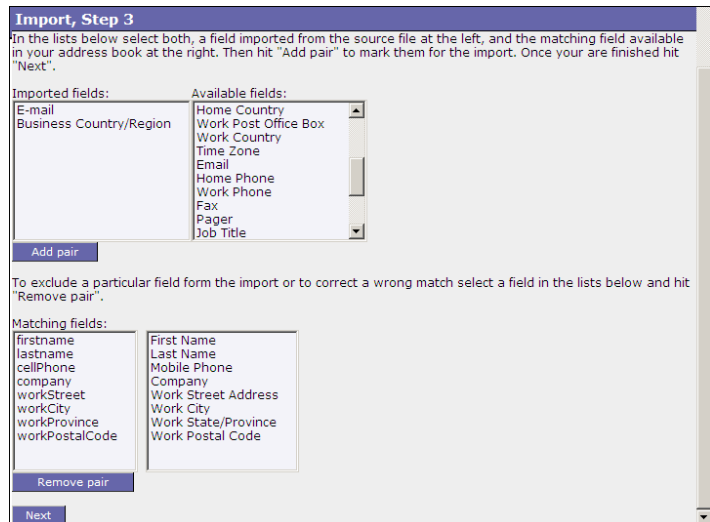 Import, Step 3
In the lists below select both, a field imported from the source file at the left, and the matching field available
in your address book at the right. Then hit "Add pair" to mark them for the import. Once your are finished hit
"Next".
Imported fields: Available fields:
E-mail
Business Country/Region
Home Country
Work Post Office Box
Work Country
Time Zone
Email
Home Phone
Work Phone
Fax
Pager
Job Title
Add pair
To exclude a particular field form the import or to correct a wrong match select a field in the lists below and hit
"Remove pair".
Matching fields:
firstname
lastname
cellPhone
company
workStreet
workCity
workProvince
workPostalCode
First Name
Last Name
Mobile Phone
Company
Work Street Address
Work City
Work State/Province
Work Postal Code
Remove pair
Next